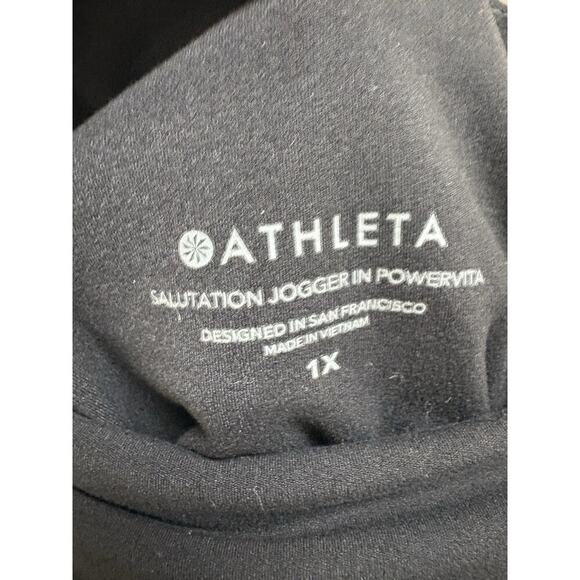 ATHLETA
SALUTATION JOGGER IN POWERVITA
DESIGNED IN SAN FRANCISCO
MADE IN VIETNAM
1X